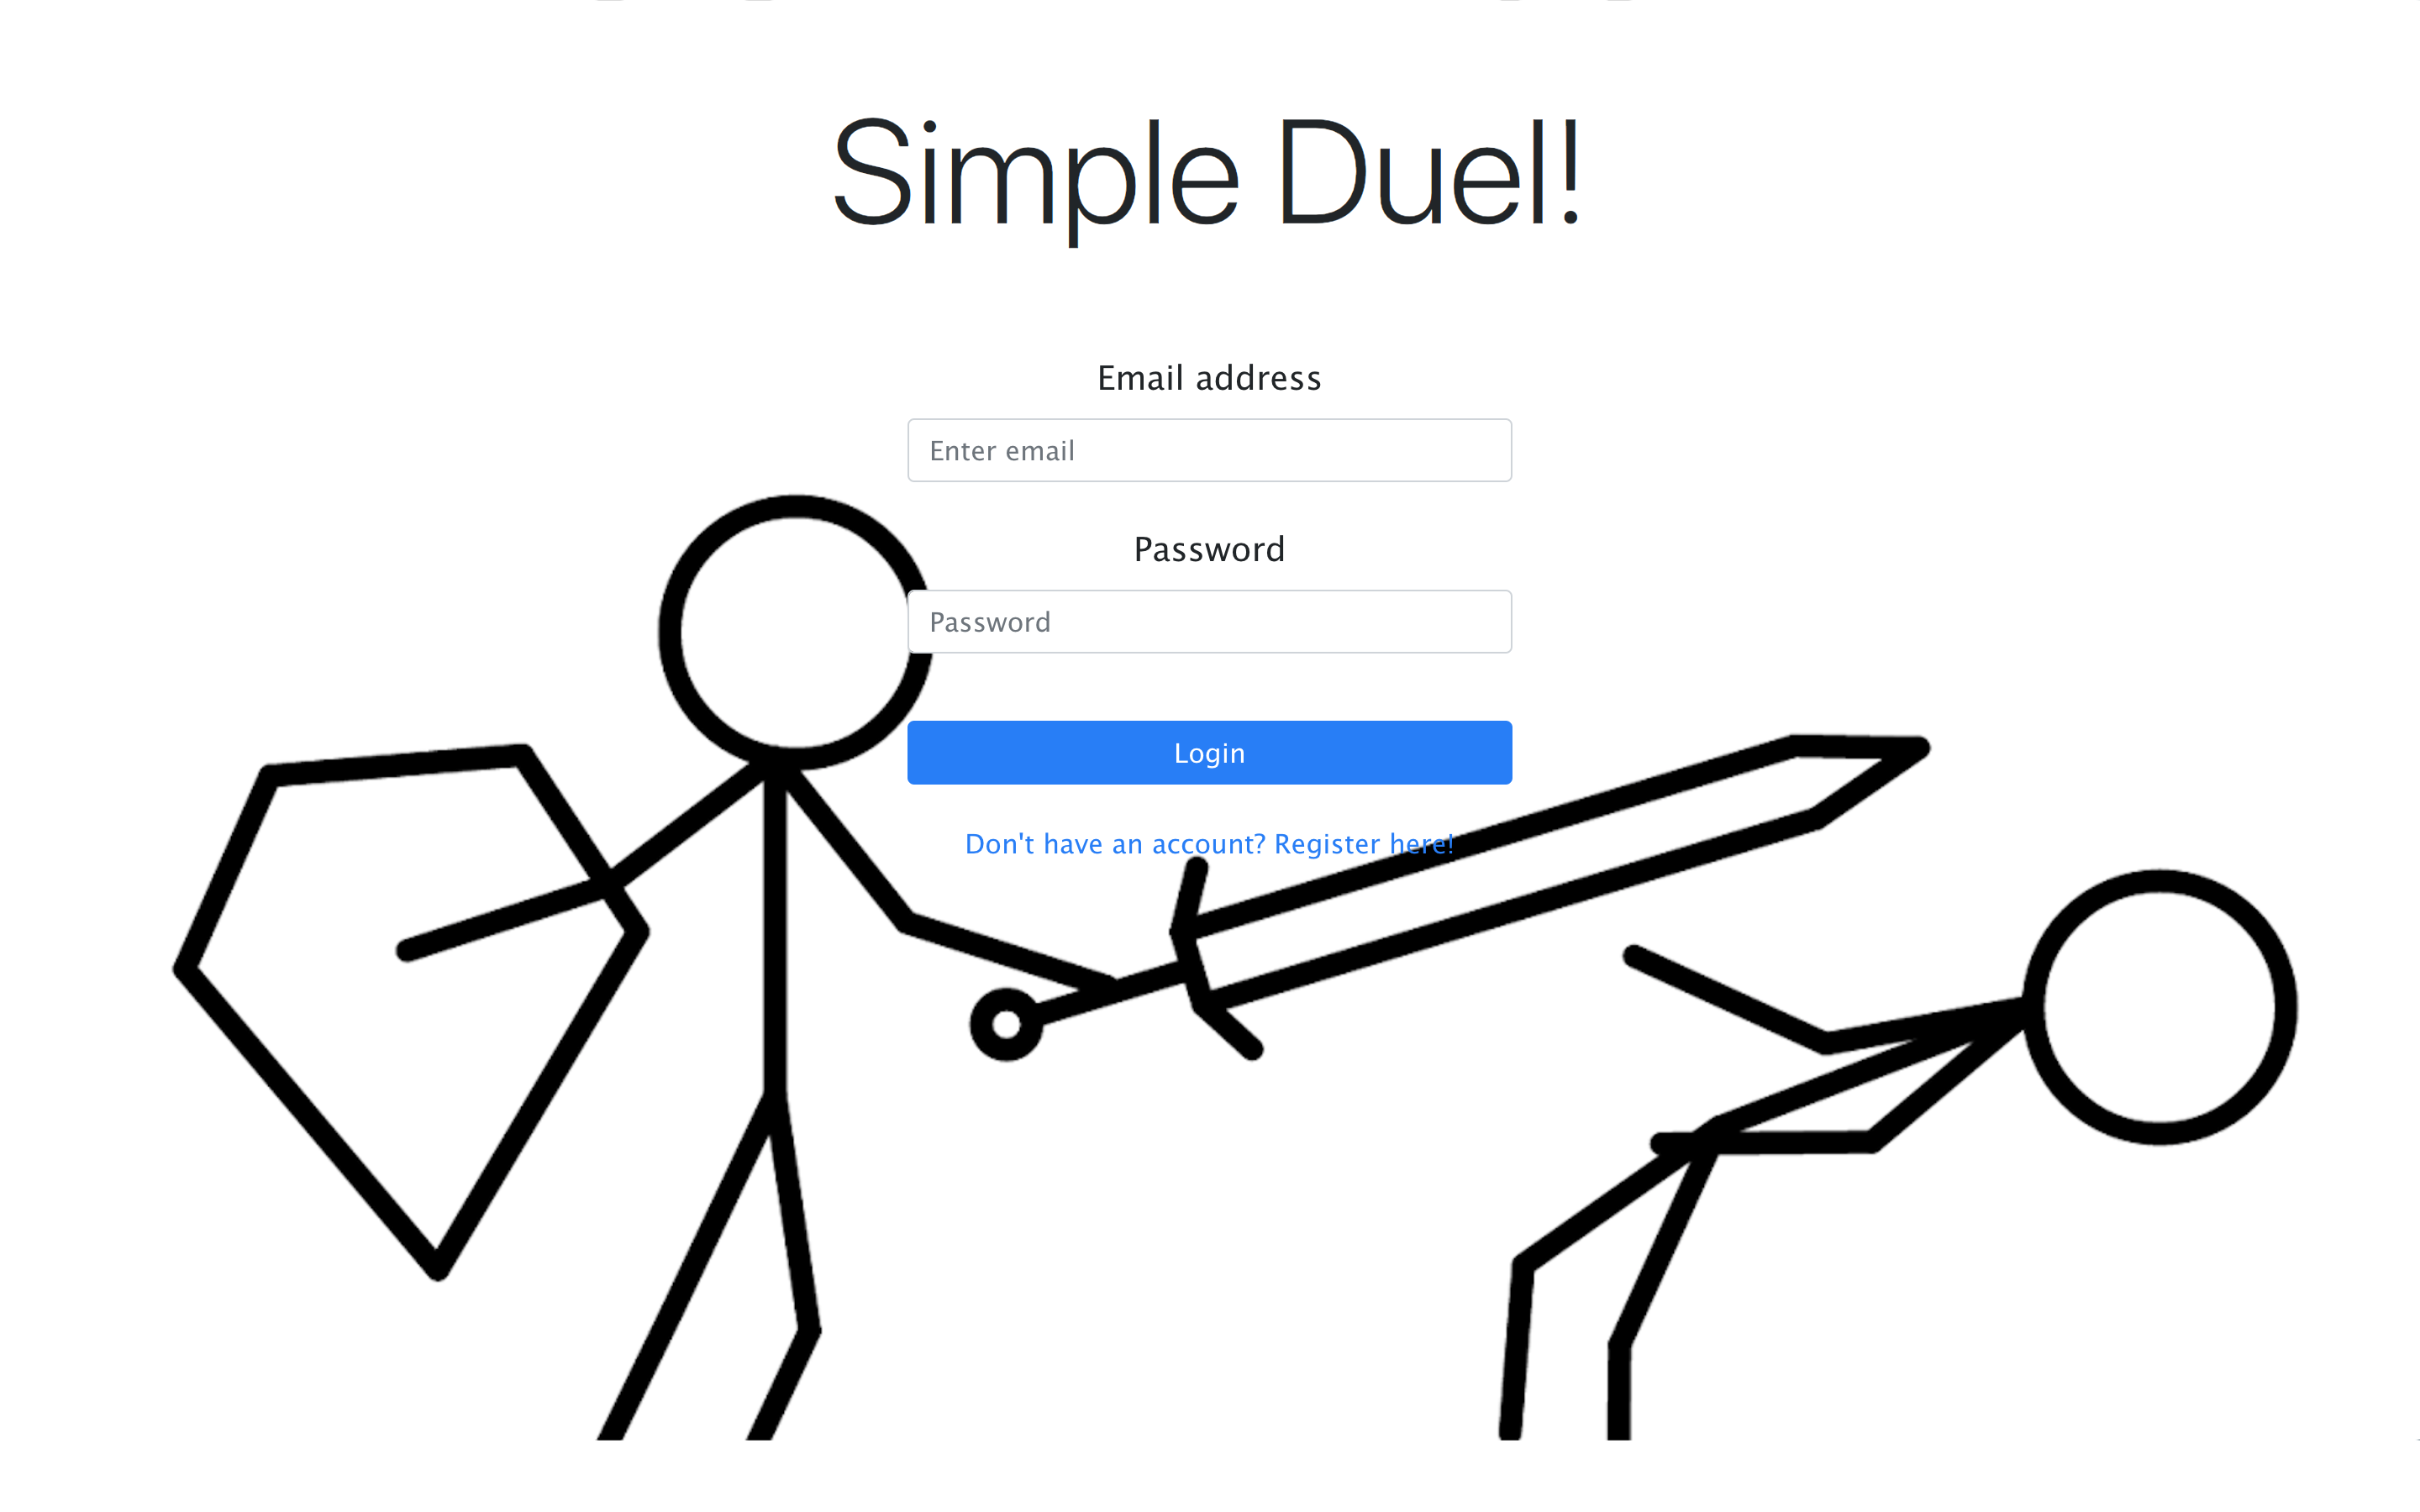 Simple Duel!
Email address
Enter email
Password
Password
Login
Don't have an account? Register here!